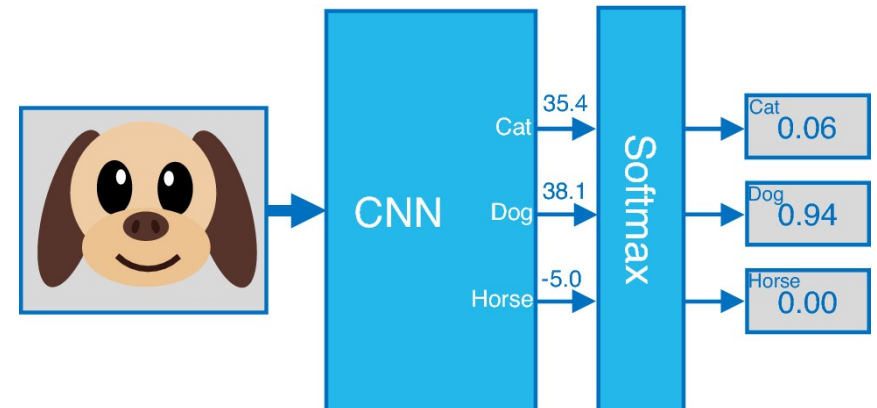 CNN
Cat
35.4
Dog
38.1
Horse
-5.0
Softmax
Cat
0.06
Dog
0.94
Horse
0.00